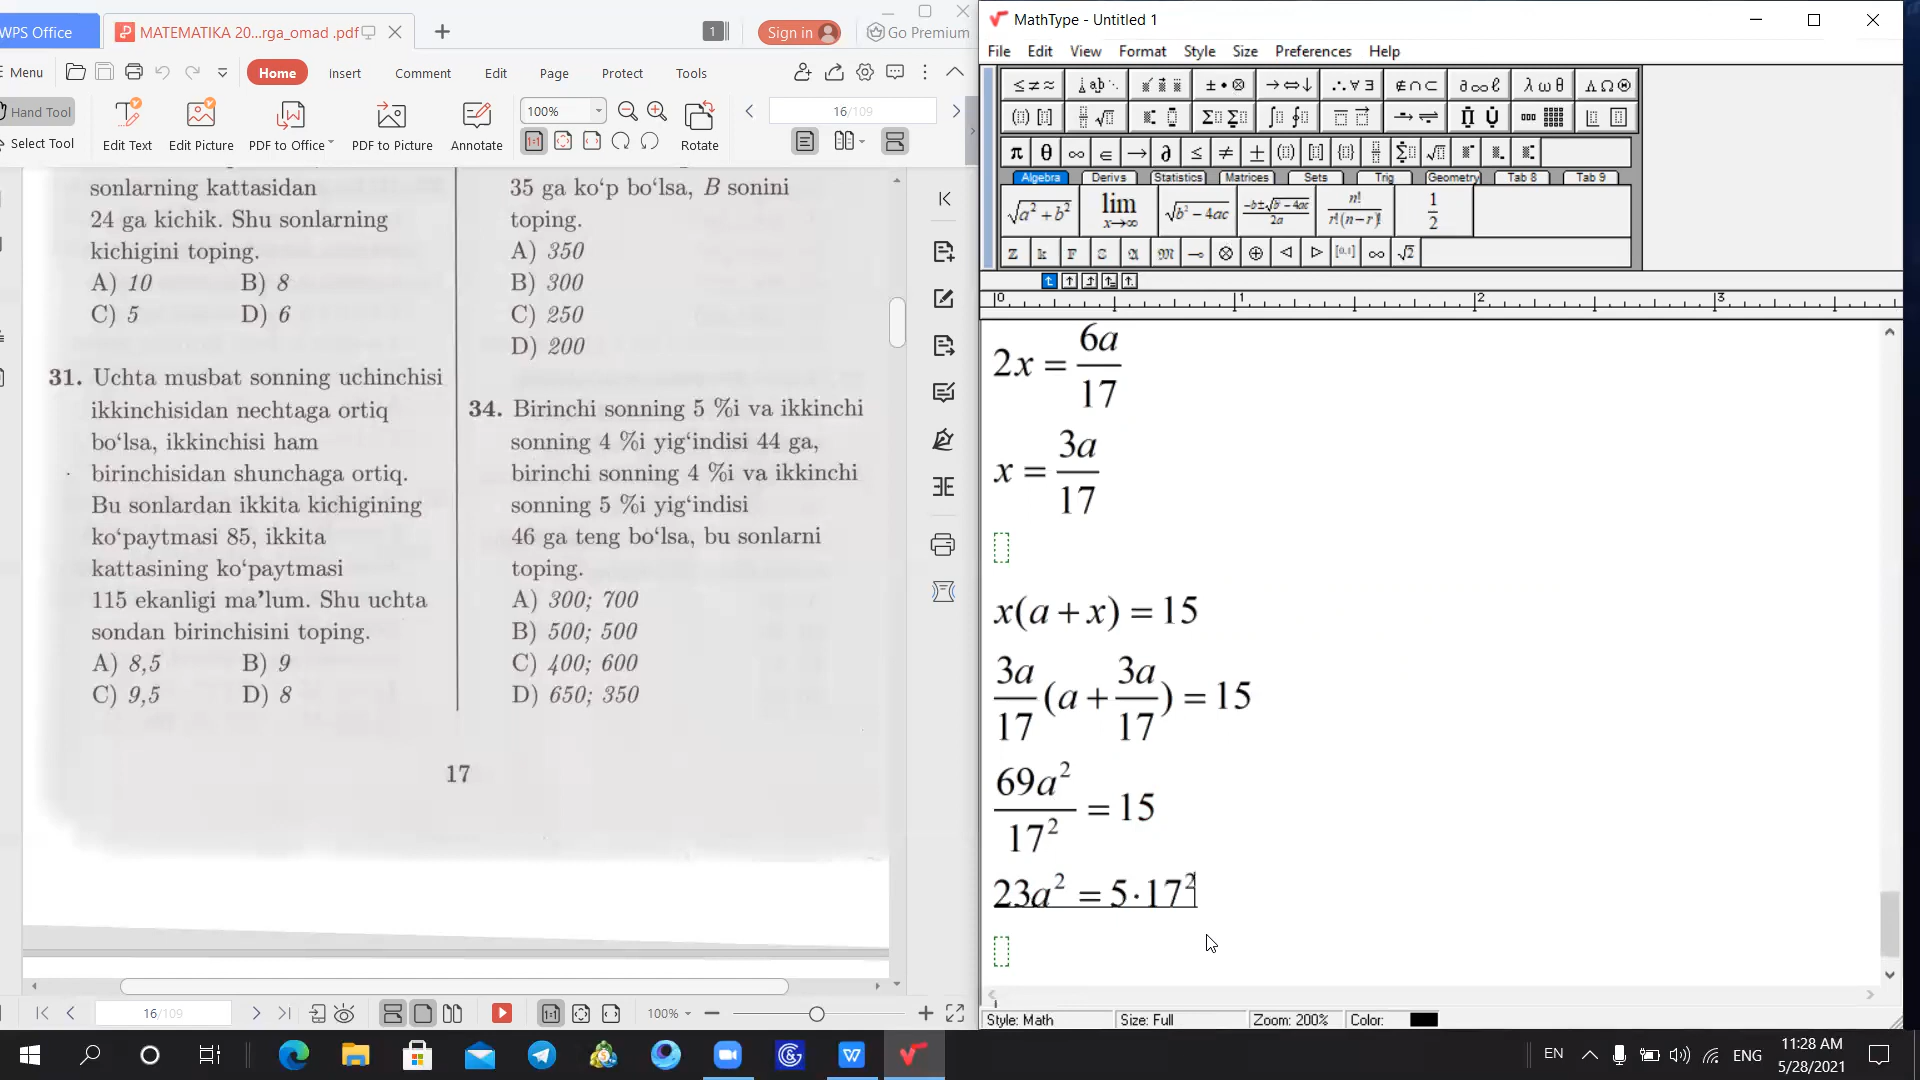 WPS Office
MATEMATIKA 20...rga_omad .pdf
1
Sign in
Go Premium
Menu
Home
Insert
Comment
Edit
Page
Protect
Tools
Hand Tool
Select Tool
Edit Text
Edit Picture
PDF to Office
PDF to Picture
Annotate
100%
Rotate
16/109
sonlarning kattasidan
24 ga kichik. Shu sonlarning
kichigini toping.
A) 10 B) 8
C) 5 D) 6
31. Uchta musbat sonning uchinchisi
ikkinchisidan nechtaga ortiq
bo‘lsa, ikkinchisi ham
birinchisidan shunchaga ortiq.
Bu sonlardan ikkita kichigining
ko‘paytmasi 85, ikkita
kattasining ko‘paytmasi
115 ekanligi ma’lum. Shu uchta
sondan birinchisini toping.
A) 8,5 B) 9
C) 9,5 D) 8
35 ga ko‘p bo‘lsa, B sonini
toping.
A) 350
B) 300
C) 250
D) 200
34. Birinchi sonning 5 %i va ikkinchi
sonning 4 %i yig‘indisi 44 ga,
birinchi sonning 4 %i va ikkinchi
sonning 5 %i yig‘indisi
46 ga teng bo‘lsa, bu sonlarni
toping.
A) 300; 700
B) 500; 500
C) 400; 600
D) 650; 350
17
16/109
100%
MathType - Untitled 1
File Edit View Format Style Size Preferences Help
Algebra Derivs Statistics Matrices Sets Trig Geometry Tab 8 Tab 9
0 1 2 3
2x = 6a/17
x = 3a/17
x(a + x) = 15
3a/17 (a + 3a/17) = 15
69a²/17² = 15
23a² = 5·17²
Style: Math Size: Full Zoom: 200% Color:
EN
ENG
11:28 AM
5/28/2021